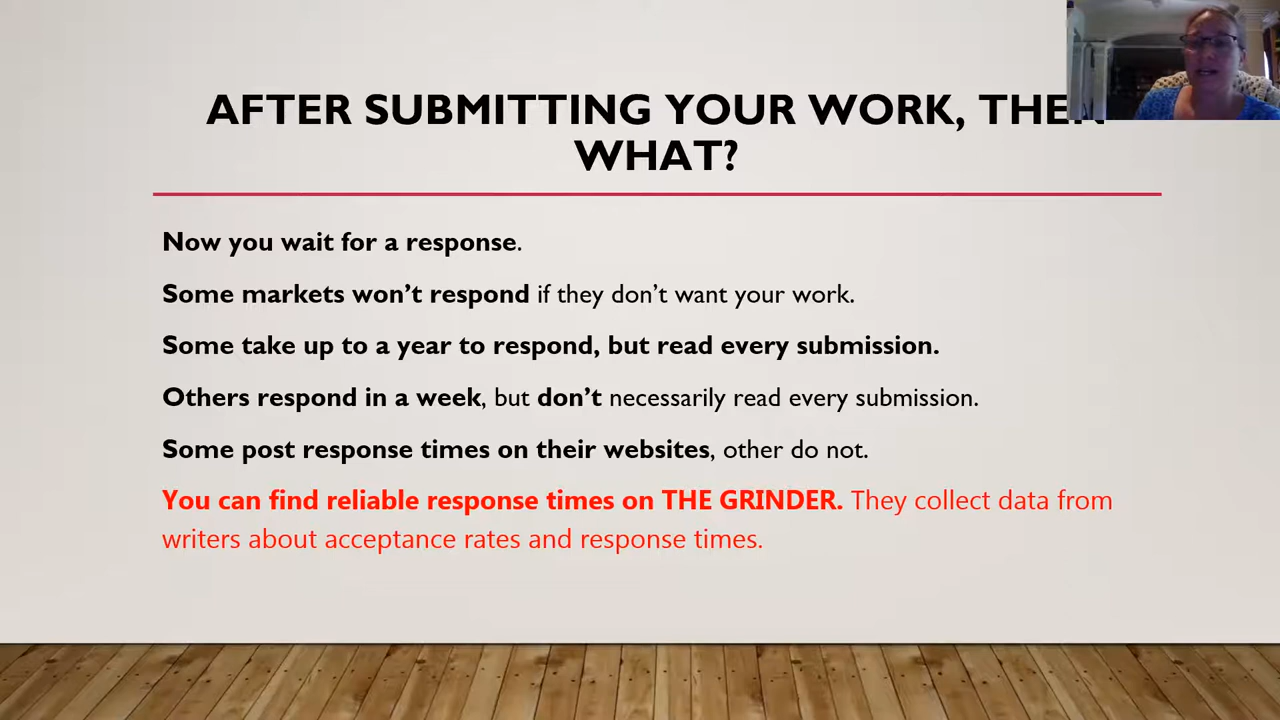 AFTER SUBMITTING YOUR WORK, THEN
WHAT?
Now you wait for a response.
Some markets won't respond if they don't want your work.
Some take up to a year to respond, but read every submission.
Others respond in a week, but don't necessarily read every submission.
Some post response times on their websites, other do not.
You can find reliable response times on THE GRINDER. They collect data from
writers about acceptance rates and response times.